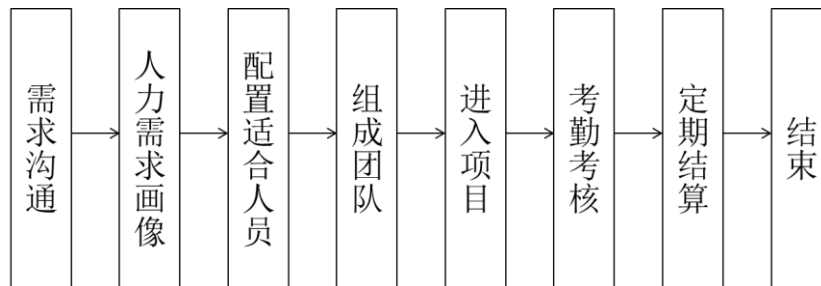 需求沟通
人力需求画像
配置适合人员
组成团队
进入项目
考勤考核
定期结算
结束